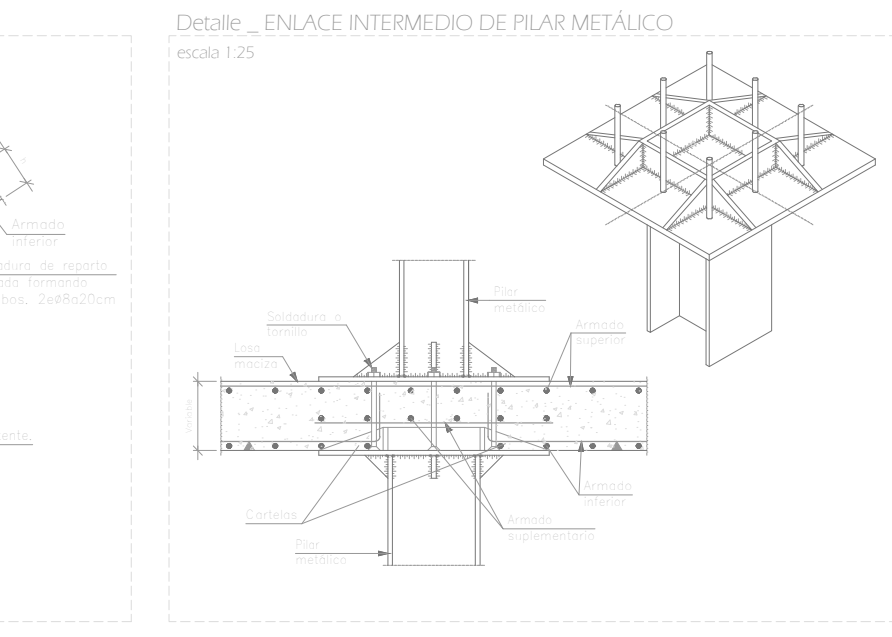 Detalle _ ENLACE INTERMEDIO DE PILAR METÁLICO
escala 1:25
Armado
inferior
adura de reparto
ada formando
bos. 2eø8a20cm
ente.
Pilar
metálico
Soldadura o
tornillo
Armado
superior
Losa
maciza
variable
Cartelas
Armado
inferior
Armado
suplementario
Pilar
metálico